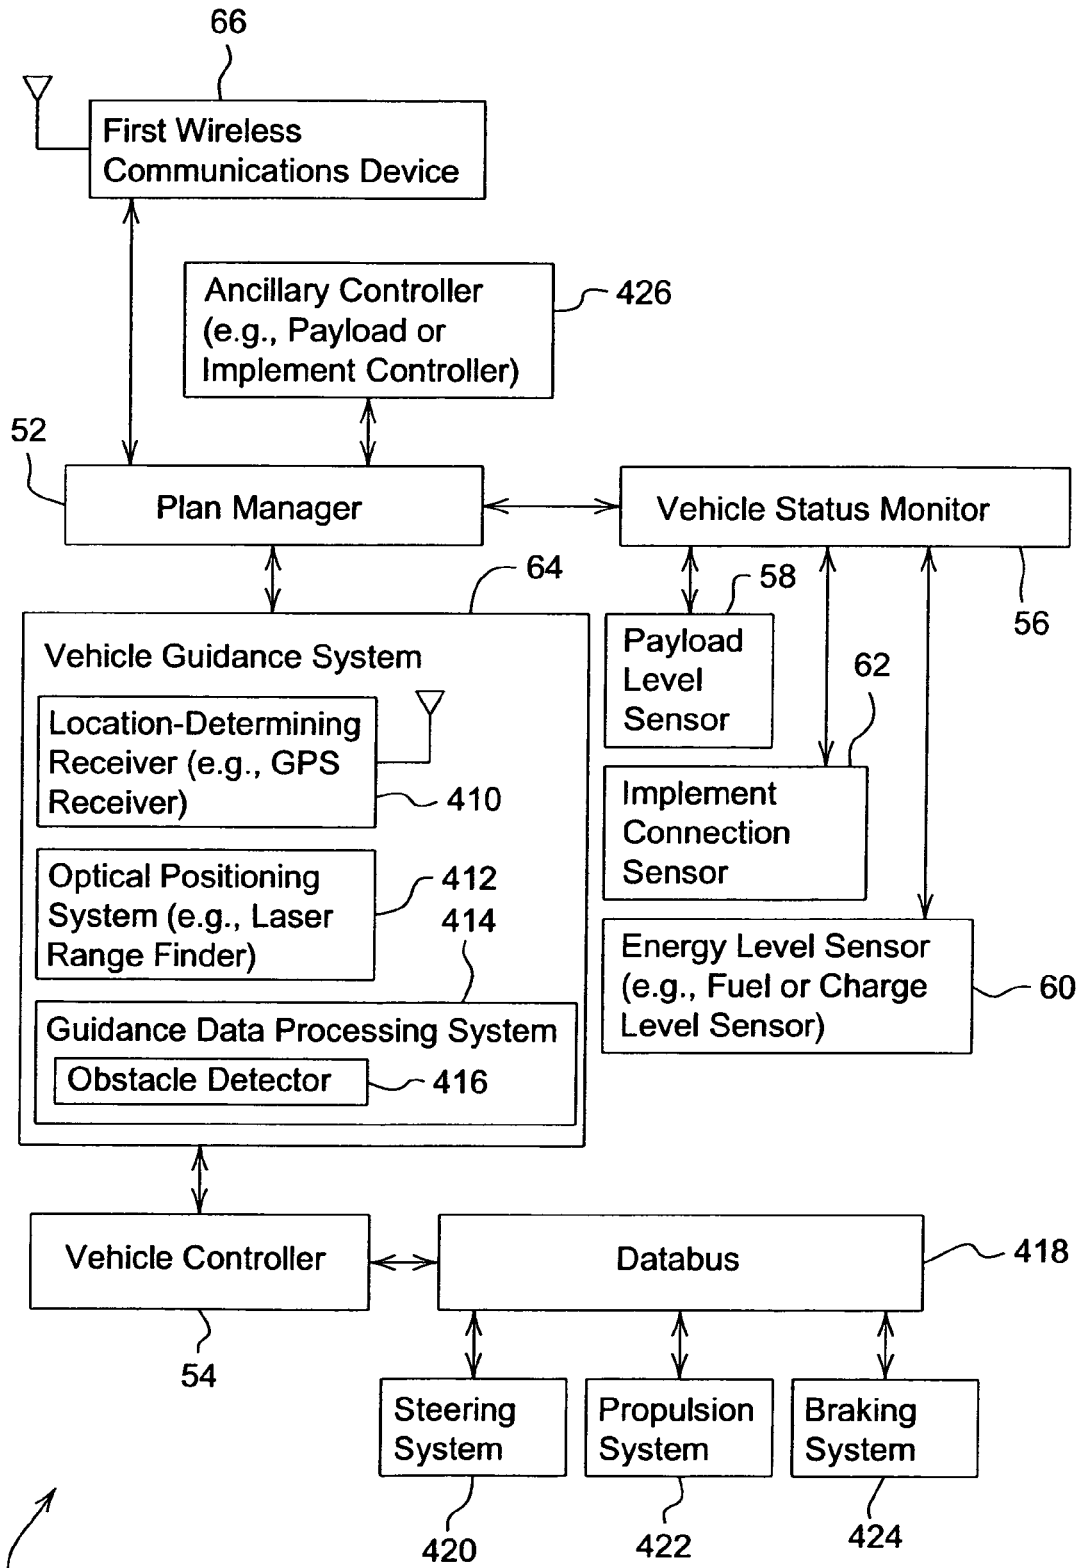 66
First Wireless
Communications Device
Ancillary Controller
(e.g., Payload or
Implement Controller)
426
52
Plan Manager
Vehicle Status Monitor
56
64
Vehicle Guidance System
Location-Determining
Receiver (e.g., GPS
Receiver)
410
Optical Positioning
System (e.g., Laser
Range Finder)
412
414
Guidance Data Processing System
Obstacle Detector
416
58
Payload
Level
Sensor
62
Implement
Connection
Sensor
Energy Level Sensor
(e.g., Fuel or Charge
Level Sensor)
60
Vehicle Controller
54
Databus
418
Steering
System
420
Propulsion
System
422
Braking
System
424